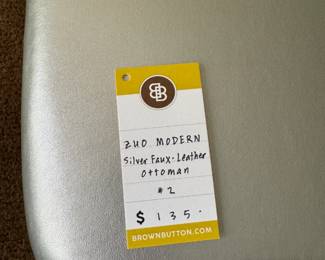 BB
ZUO MODERN
Silver Faux-Leather
Ottoman
#2
$ 135.
BROWNBUTTON.COM